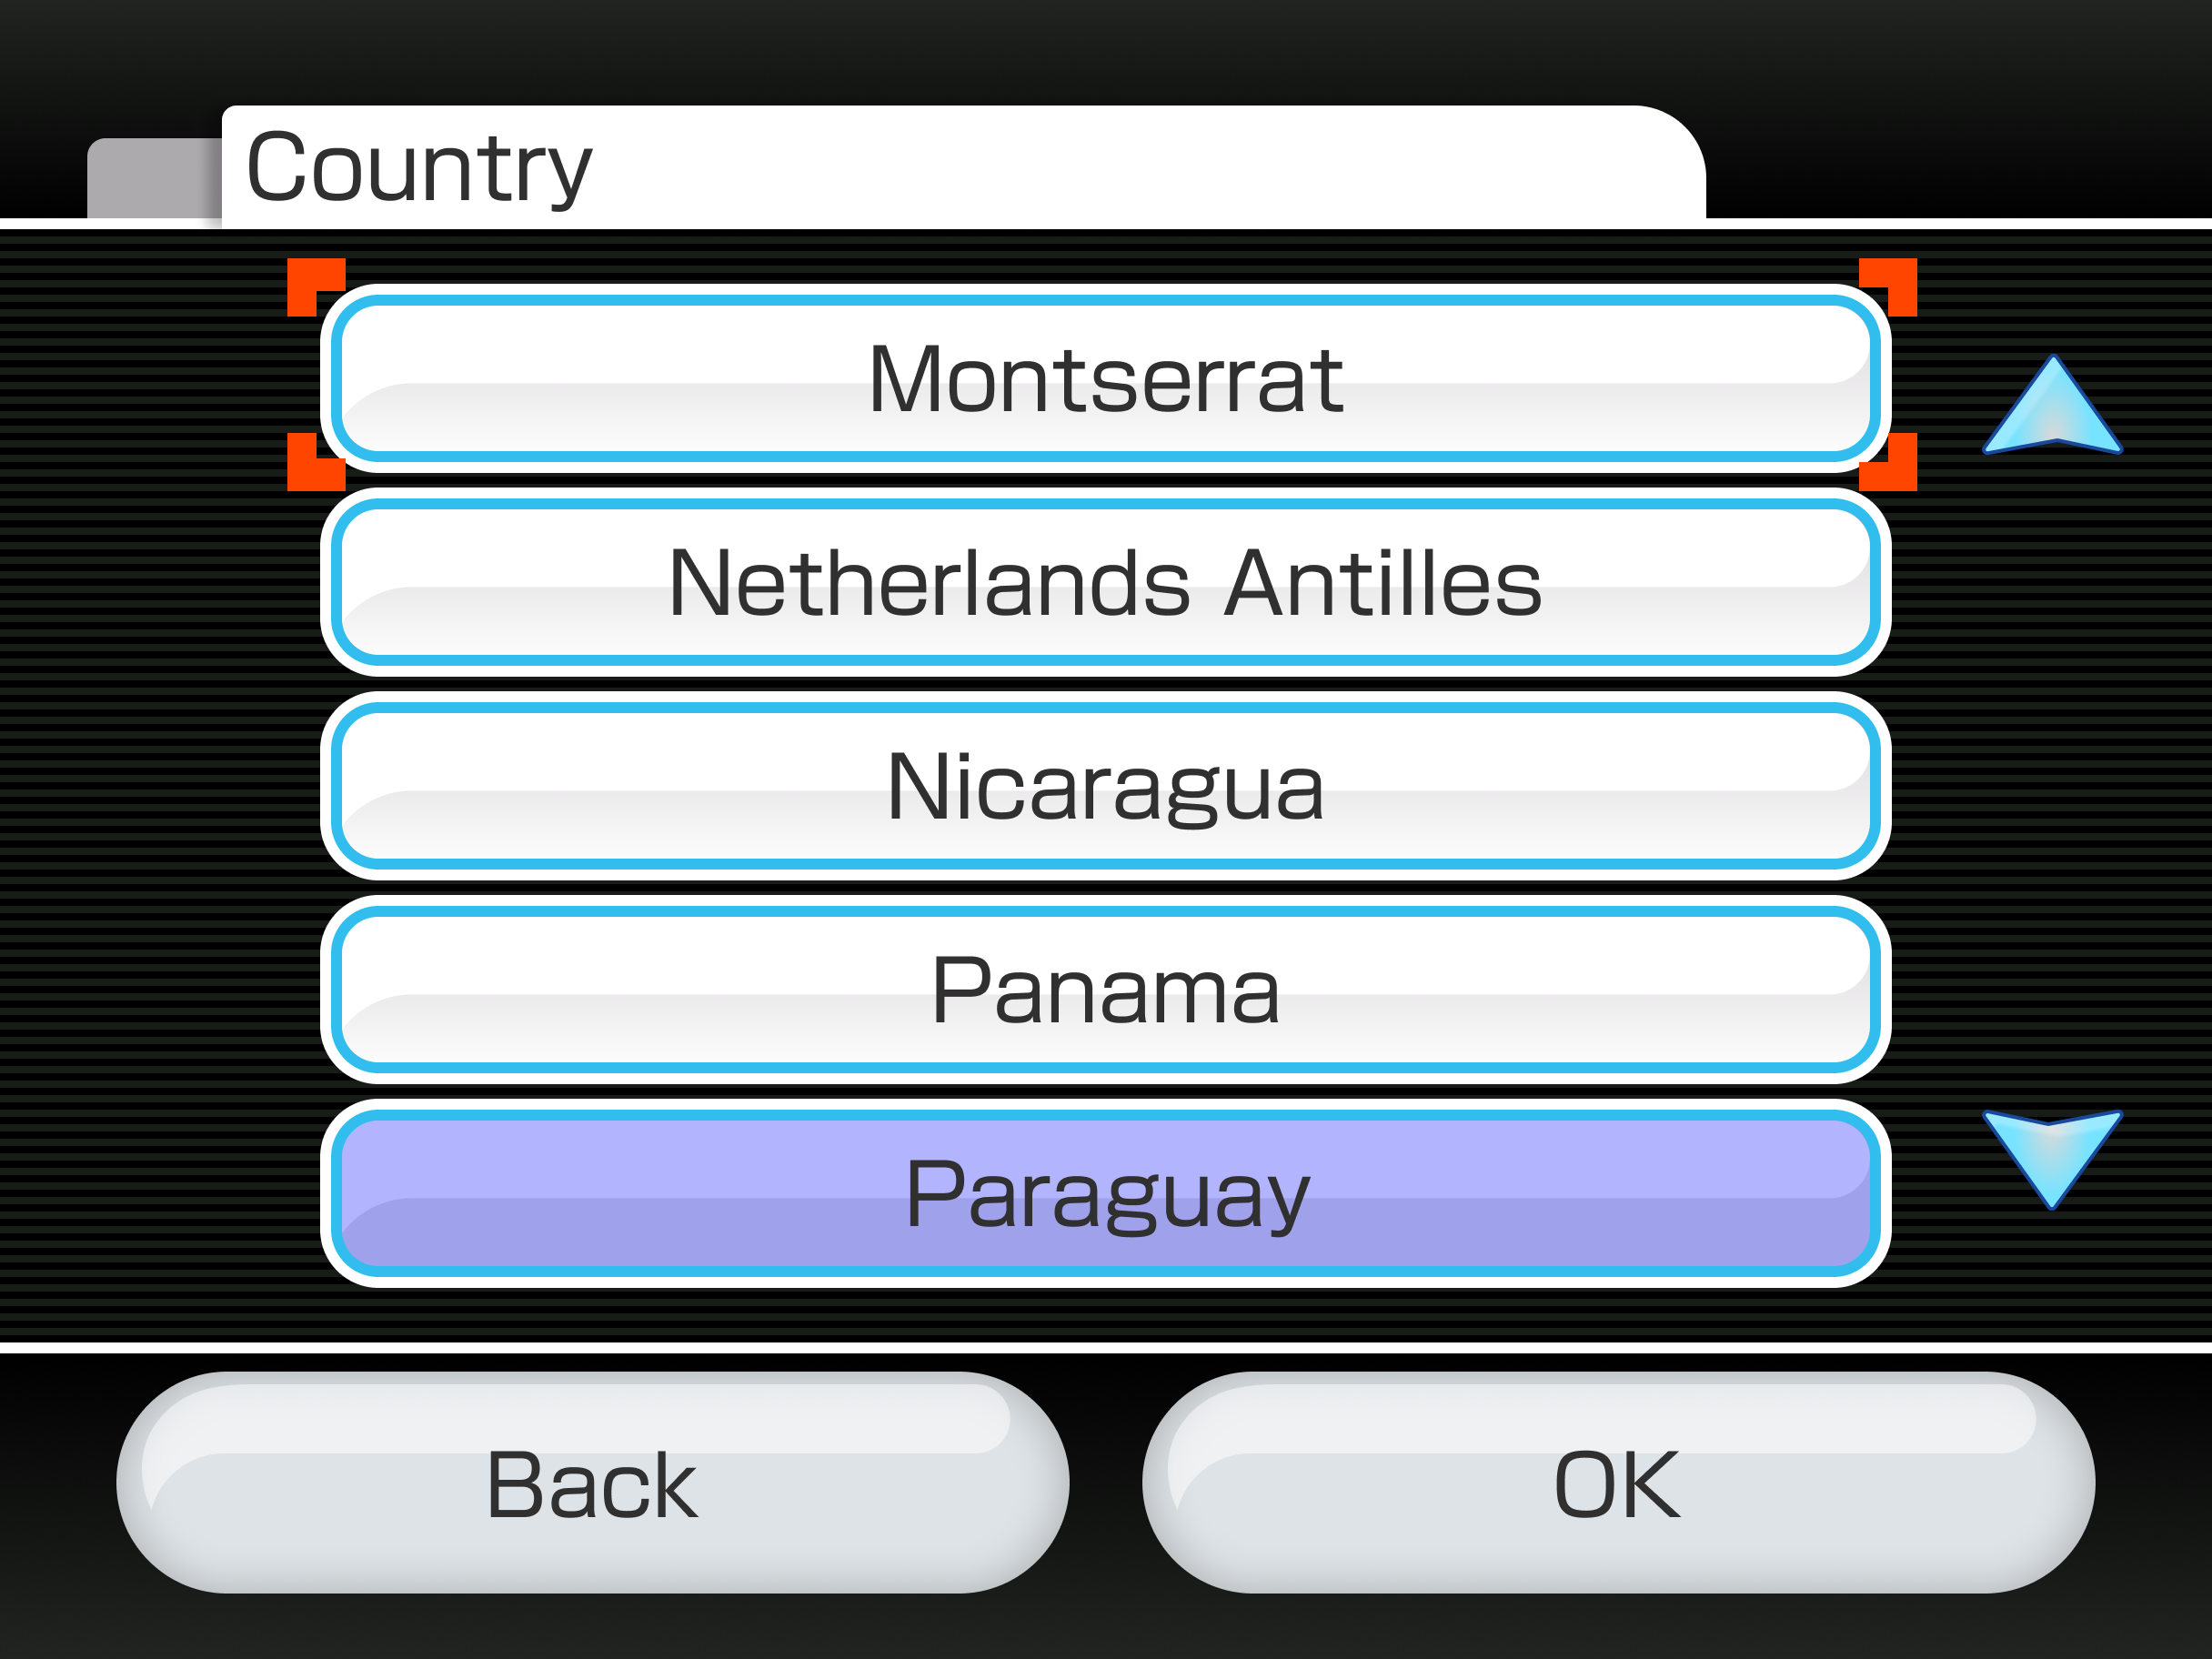 Country
Montserrat
Netherlands Antilles
Nicaragua
Panama
Paraguay
Back
OK